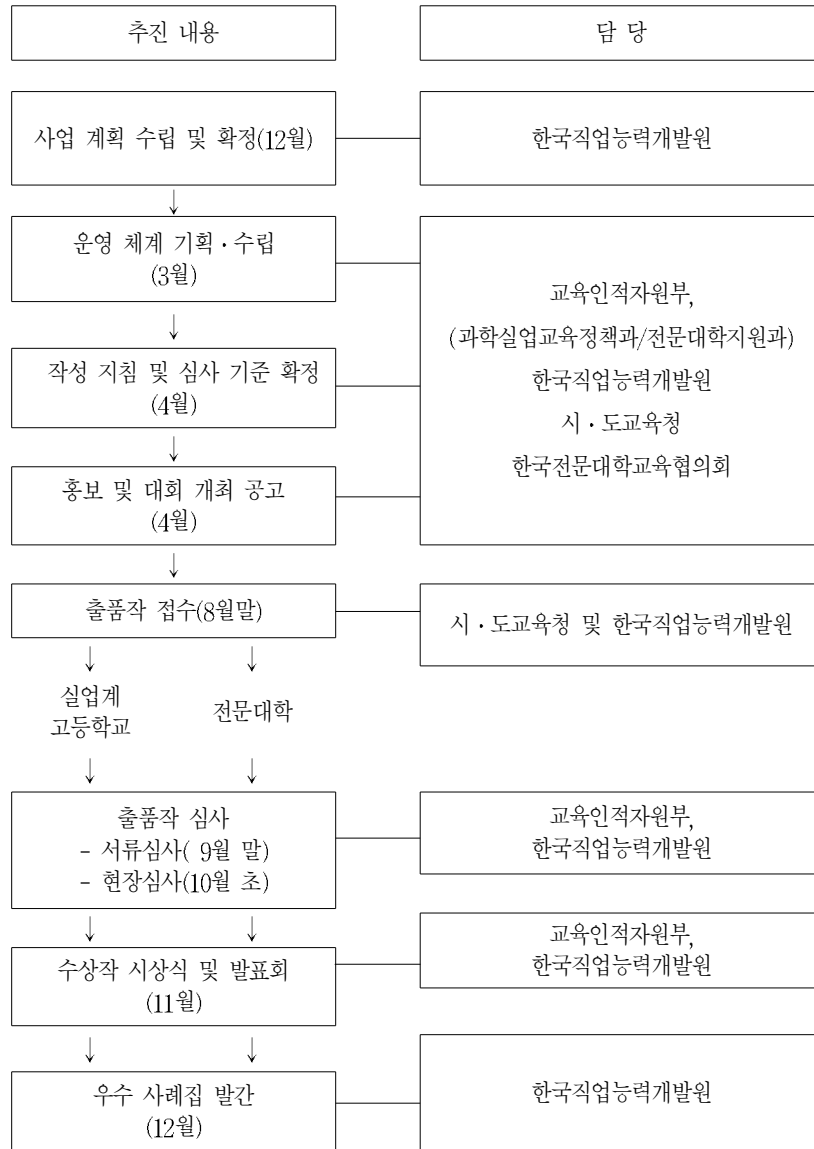 추진 내용
담 당
사업 계획 수립 및 확정(12월)
한국직업능력개발원
운영 체계 기획·수립
(3월)
작성 지침 및 심사 기준 확정
(4월)
홍보 및 대회 개최 공고
(4월)
교육인적자원부,
(과학실업교육정책과/전문대학지원과)
한국직업능력개발원
시·도교육청
한국전문대학교육협의회
출품작 접수(8월말)
시·도교육청 및 한국직업능력개발원
실업계
고등학교
전문대학
출품작 심사
- 서류심사( 9월 말)
- 현장심사(10월 초)
교육인적자원부,
한국직업능력개발원
수상작 시상식 및 발표회
(11월)
교육인적자원부,
한국직업능력개발원
우수 사례집 발간
(12월)
한국직업능력개발원